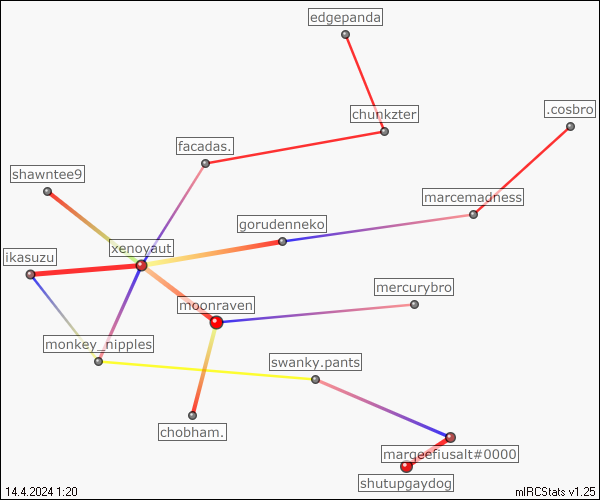 edgepanda
chunkzter
.cosbro
facadas.
shawntee9
marcemadness
gorudenneko
xenoyaut
ikasuzu
mercurybro
moonraven
monkey_nipples
swanky.pants
chobham.
marqeefiusalt#0000
shutupgaydog
14.4.2024 1:20
mIRCStats v1.25